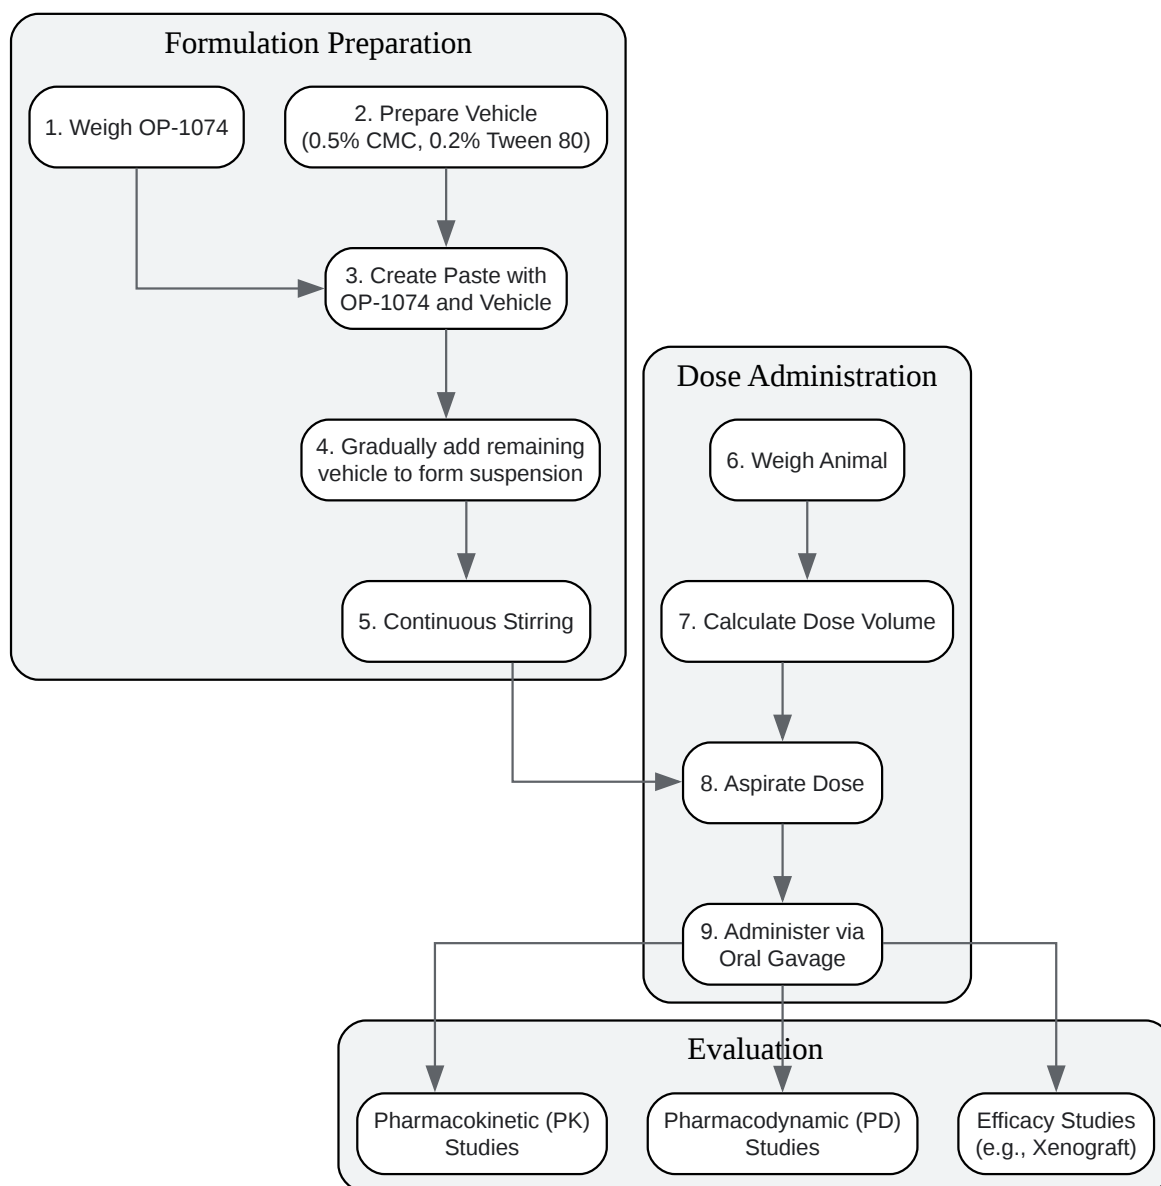 Formulation Preparation
1. Weigh OP-1074
2. Prepare Vehicle
(0.5% CMC, 0.2% Tween 80)
3. Create Paste with
OP-1074 and Vehicle
4. Gradually add remaining
vehicle to form suspension
5. Continuous Stirring
Dose Administration
6. Weigh Animal
7. Calculate Dose Volume
8. Aspirate Dose
9. Administer via
Oral Gavage
Evaluation
Pharmacokinetic (PK)
Studies
Pharmacodynamic (PD)
Studies
Efficacy Studies
(e.g., Xenograft)